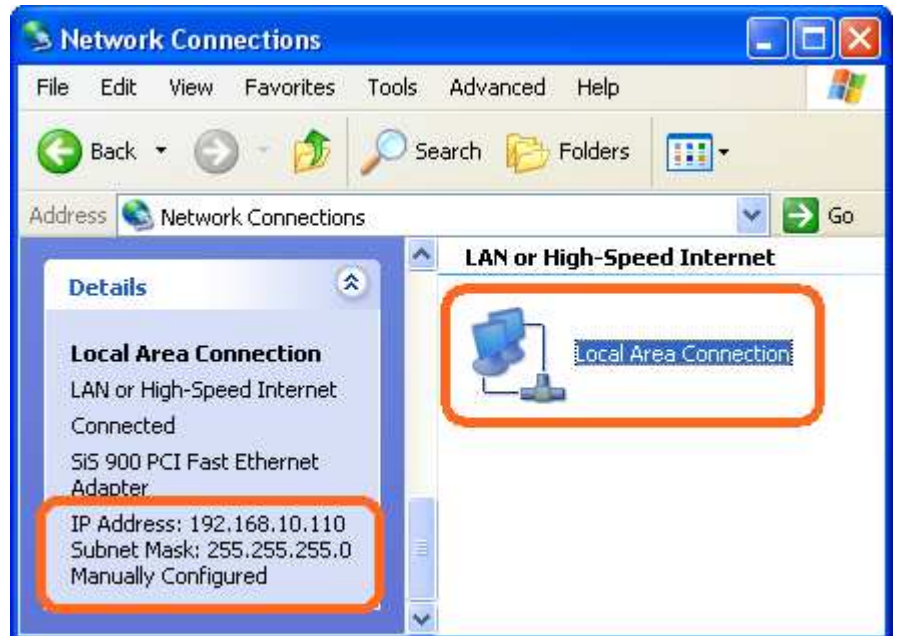 Network Connections
File Edit View Favorites Tools Advanced Help
Back Search Folders
Address Network Connections Go
Details
Local Area Connection
LAN or High-Speed Internet
Connected
SiS 900 PCI Fast Ethernet
Adapter
IP Address: 192.168.10.110
Subnet Mask: 255.255.255.0
Manually Configured
LAN or High-Speed Internet
Local Area Connection